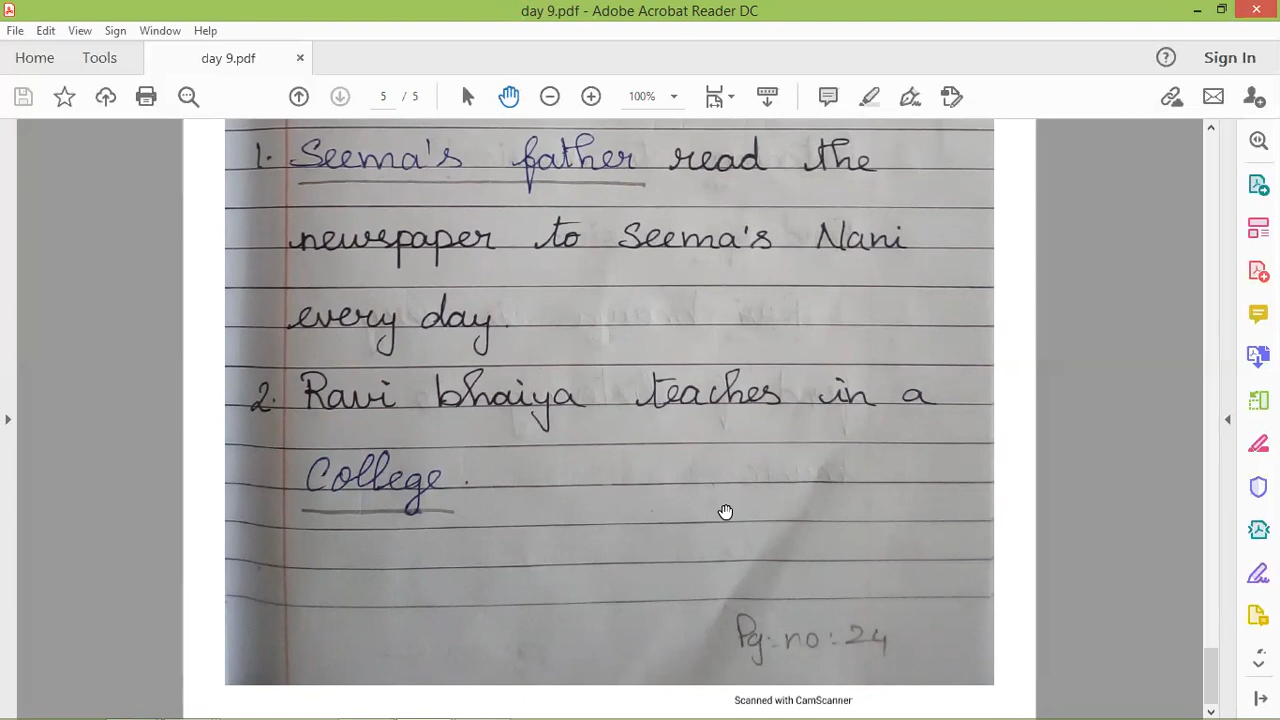 day 9.pdf - Adobe Acrobat Reader DC
File Edit View Sign Window Help
Home Tools day 9.pdf × Sign In
5 / 5 100%
1. Seema's father read the
newspaper to Seema's Nani
every day.
2. Ravi bhaiya teaches in a
College.
Pg: no: 24
Scanned with CamScanner